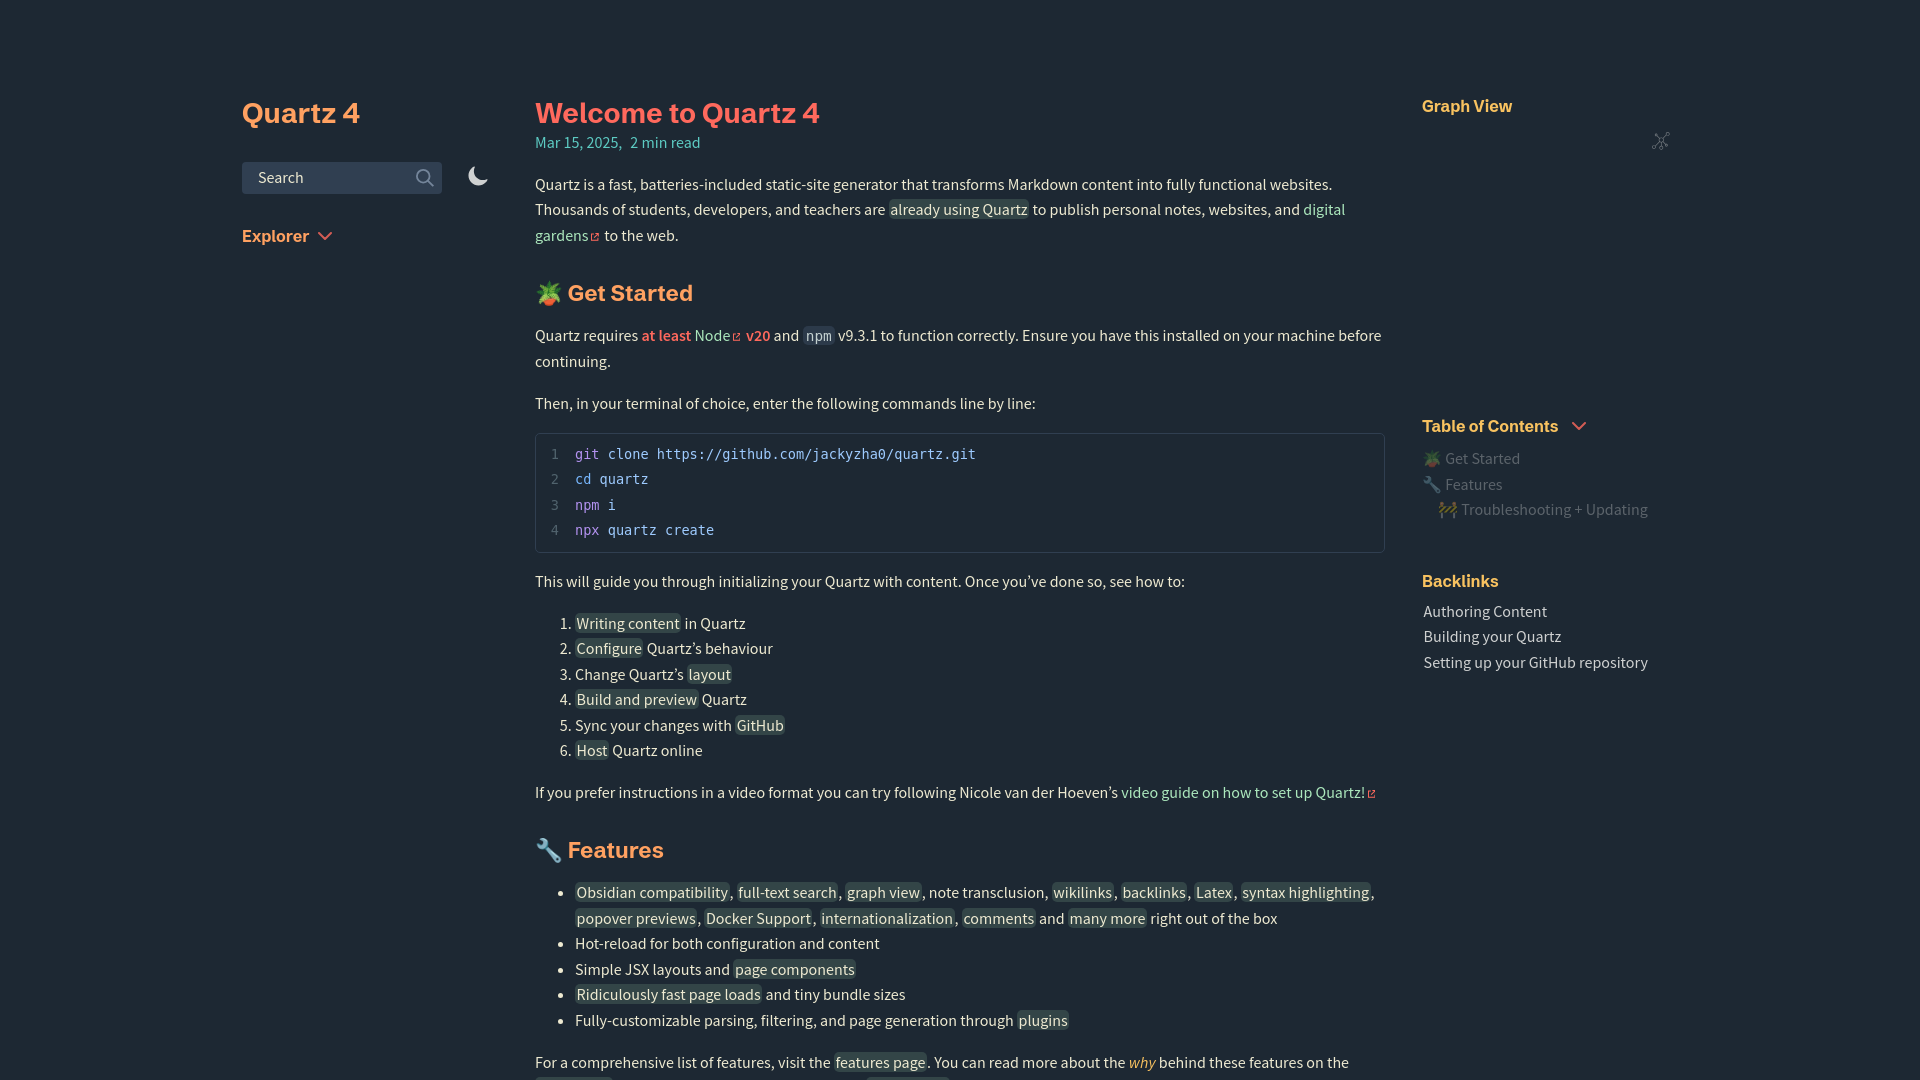 Quartz 4
Search
Explorer
Welcome to Quartz 4
Mar 15, 2025, 2 min read
Quartz is a fast, batteries-included static-site generator that transforms Markdown content into fully functional websites.
Thousands of students, developers, and teachers are already using Quartz to publish personal notes, websites, and digital
gardens to the web.
🪴 Get Started
Quartz requires at least Node v20 and npm v9.3.1 to function correctly. Ensure you have this installed on your machine before
continuing.
Then, in your terminal of choice, enter the following commands line by line:
1 git clone https://github.com/jackyzha0/quartz.git
2 cd quartz
3 npm i
4 npx quartz create
This will guide you through initializing your Quartz with content. Once you’ve done so, see how to:
1. Writing content in Quartz
2. Configure Quartz’s behaviour
3. Change Quartz’s layout
4. Build and preview Quartz
5. Sync your changes with GitHub
6. Host Quartz online
If you prefer instructions in a video format you can try following Nicole van der Hoeven’s video guide on how to set up Quartz!
🔧 Features
• Obsidian compatibility, full-text search, graph view, note transclusion, wikilinks, backlinks, Latex, syntax highlighting,
popover previews, Docker Support, internationalization, comments and many more right out of the box
• Hot-reload for both configuration and content
• Simple JSX layouts and page components
• Ridiculously fast page loads and tiny bundle sizes
• Fully-customizable parsing, filtering, and page generation through plugins
For a comprehensive list of features, visit the features page. You can read more about the why behind these features on the
Graph View
Table of Contents
🪴 Get Started
🔧 Features
🚧 Troubleshooting + Updating
Backlinks
Authoring Content
Building your Quartz
Setting up your GitHub repository